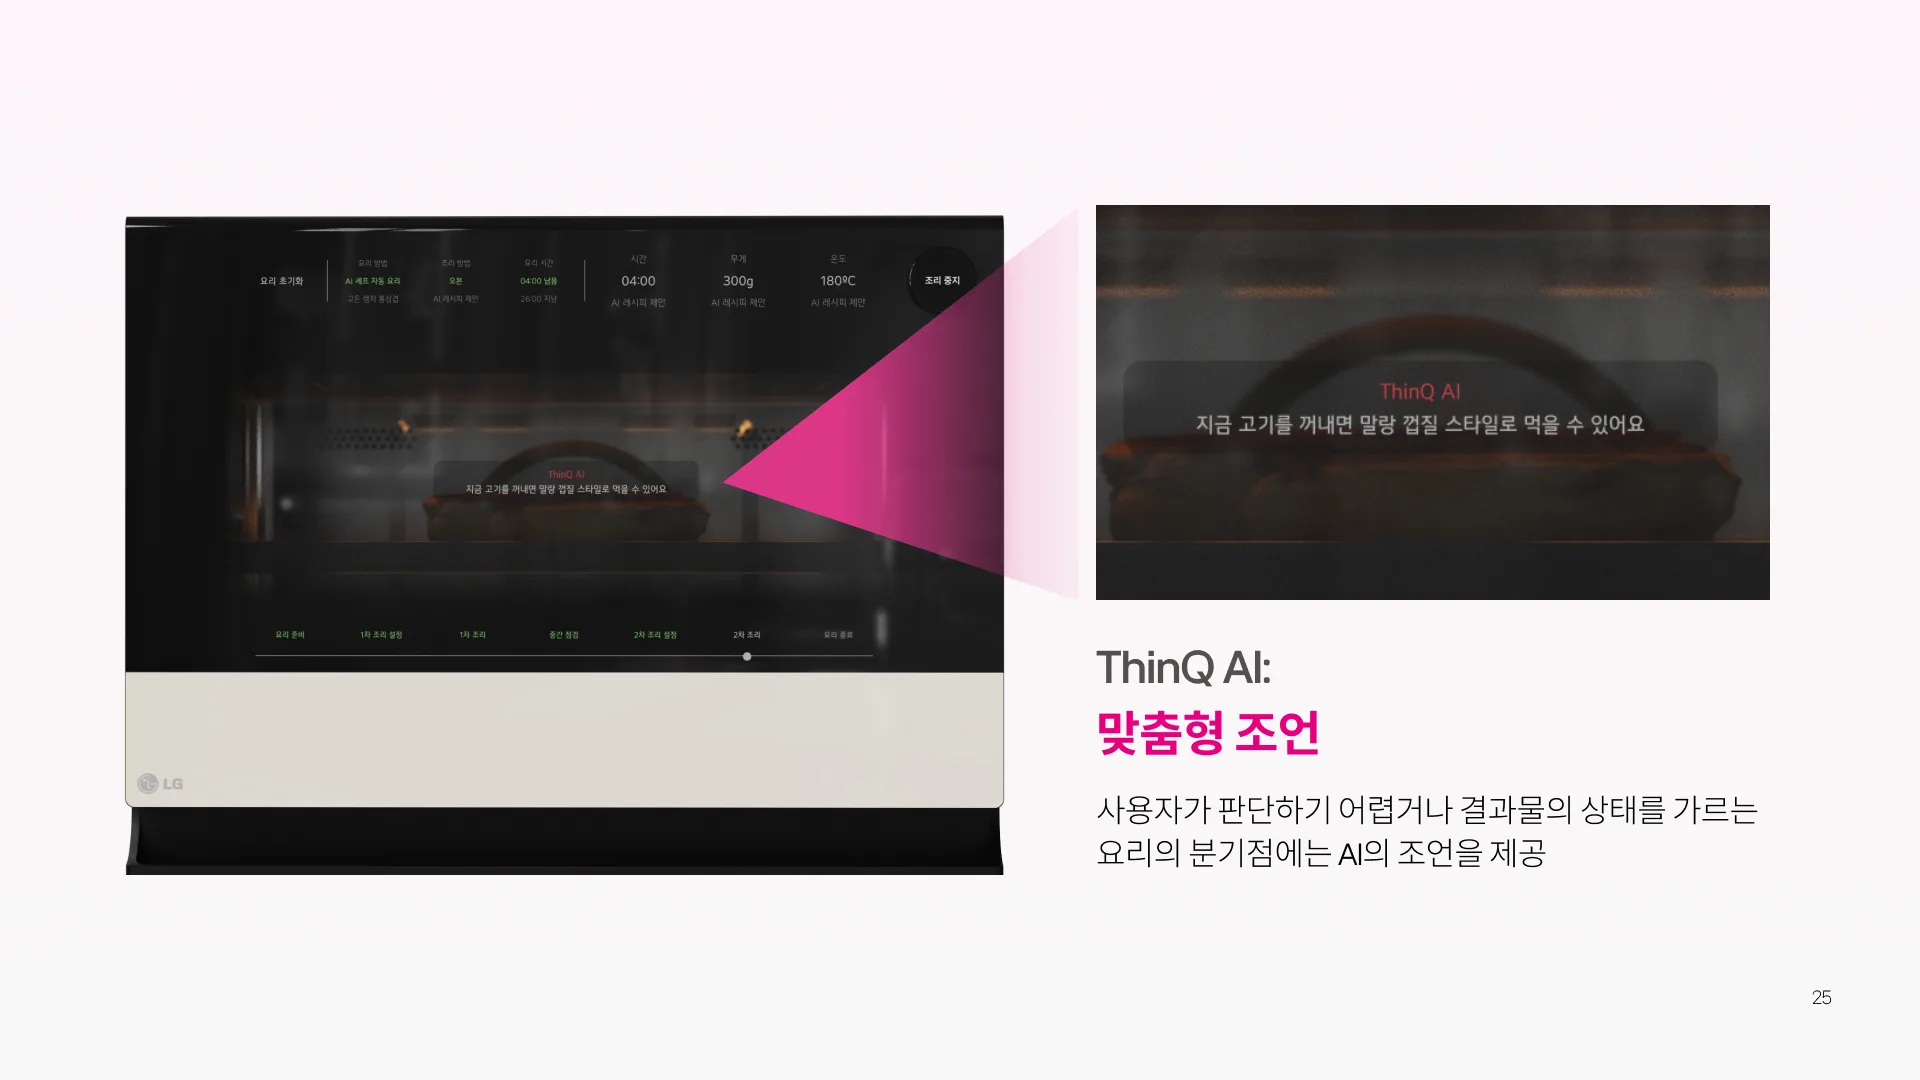 요리 초기화
요리 방법
AI 셰프 자동 요리
조리 방법
오븐
AI 레시피 제안
요리 시간
04:00 남음
26:00 지남
시간
04:00
AI 레시피 제안
무게
300g
AI 레시피 제안
온도
180ºC
AI 레시피 제안
조리 중지
ThinQ AI
지금 고기를 꺼내면 말랑 껍질 스타일로 먹을 수 있어요
요리 준비
1차 조리 설정
1차 조리
중간 점검
2차 조리 설정
2차 조리
요리 종료
LG
ThinQ AI
지금 고기를 꺼내면 말랑 껍질 스타일로 먹을 수 있어요
ThinQ AI:
맞춤형 조언
사용자가 판단하기 어렵거나 결과물의 상태를 가르는
요리의 분기점에는 AI의 조언을 제공
25